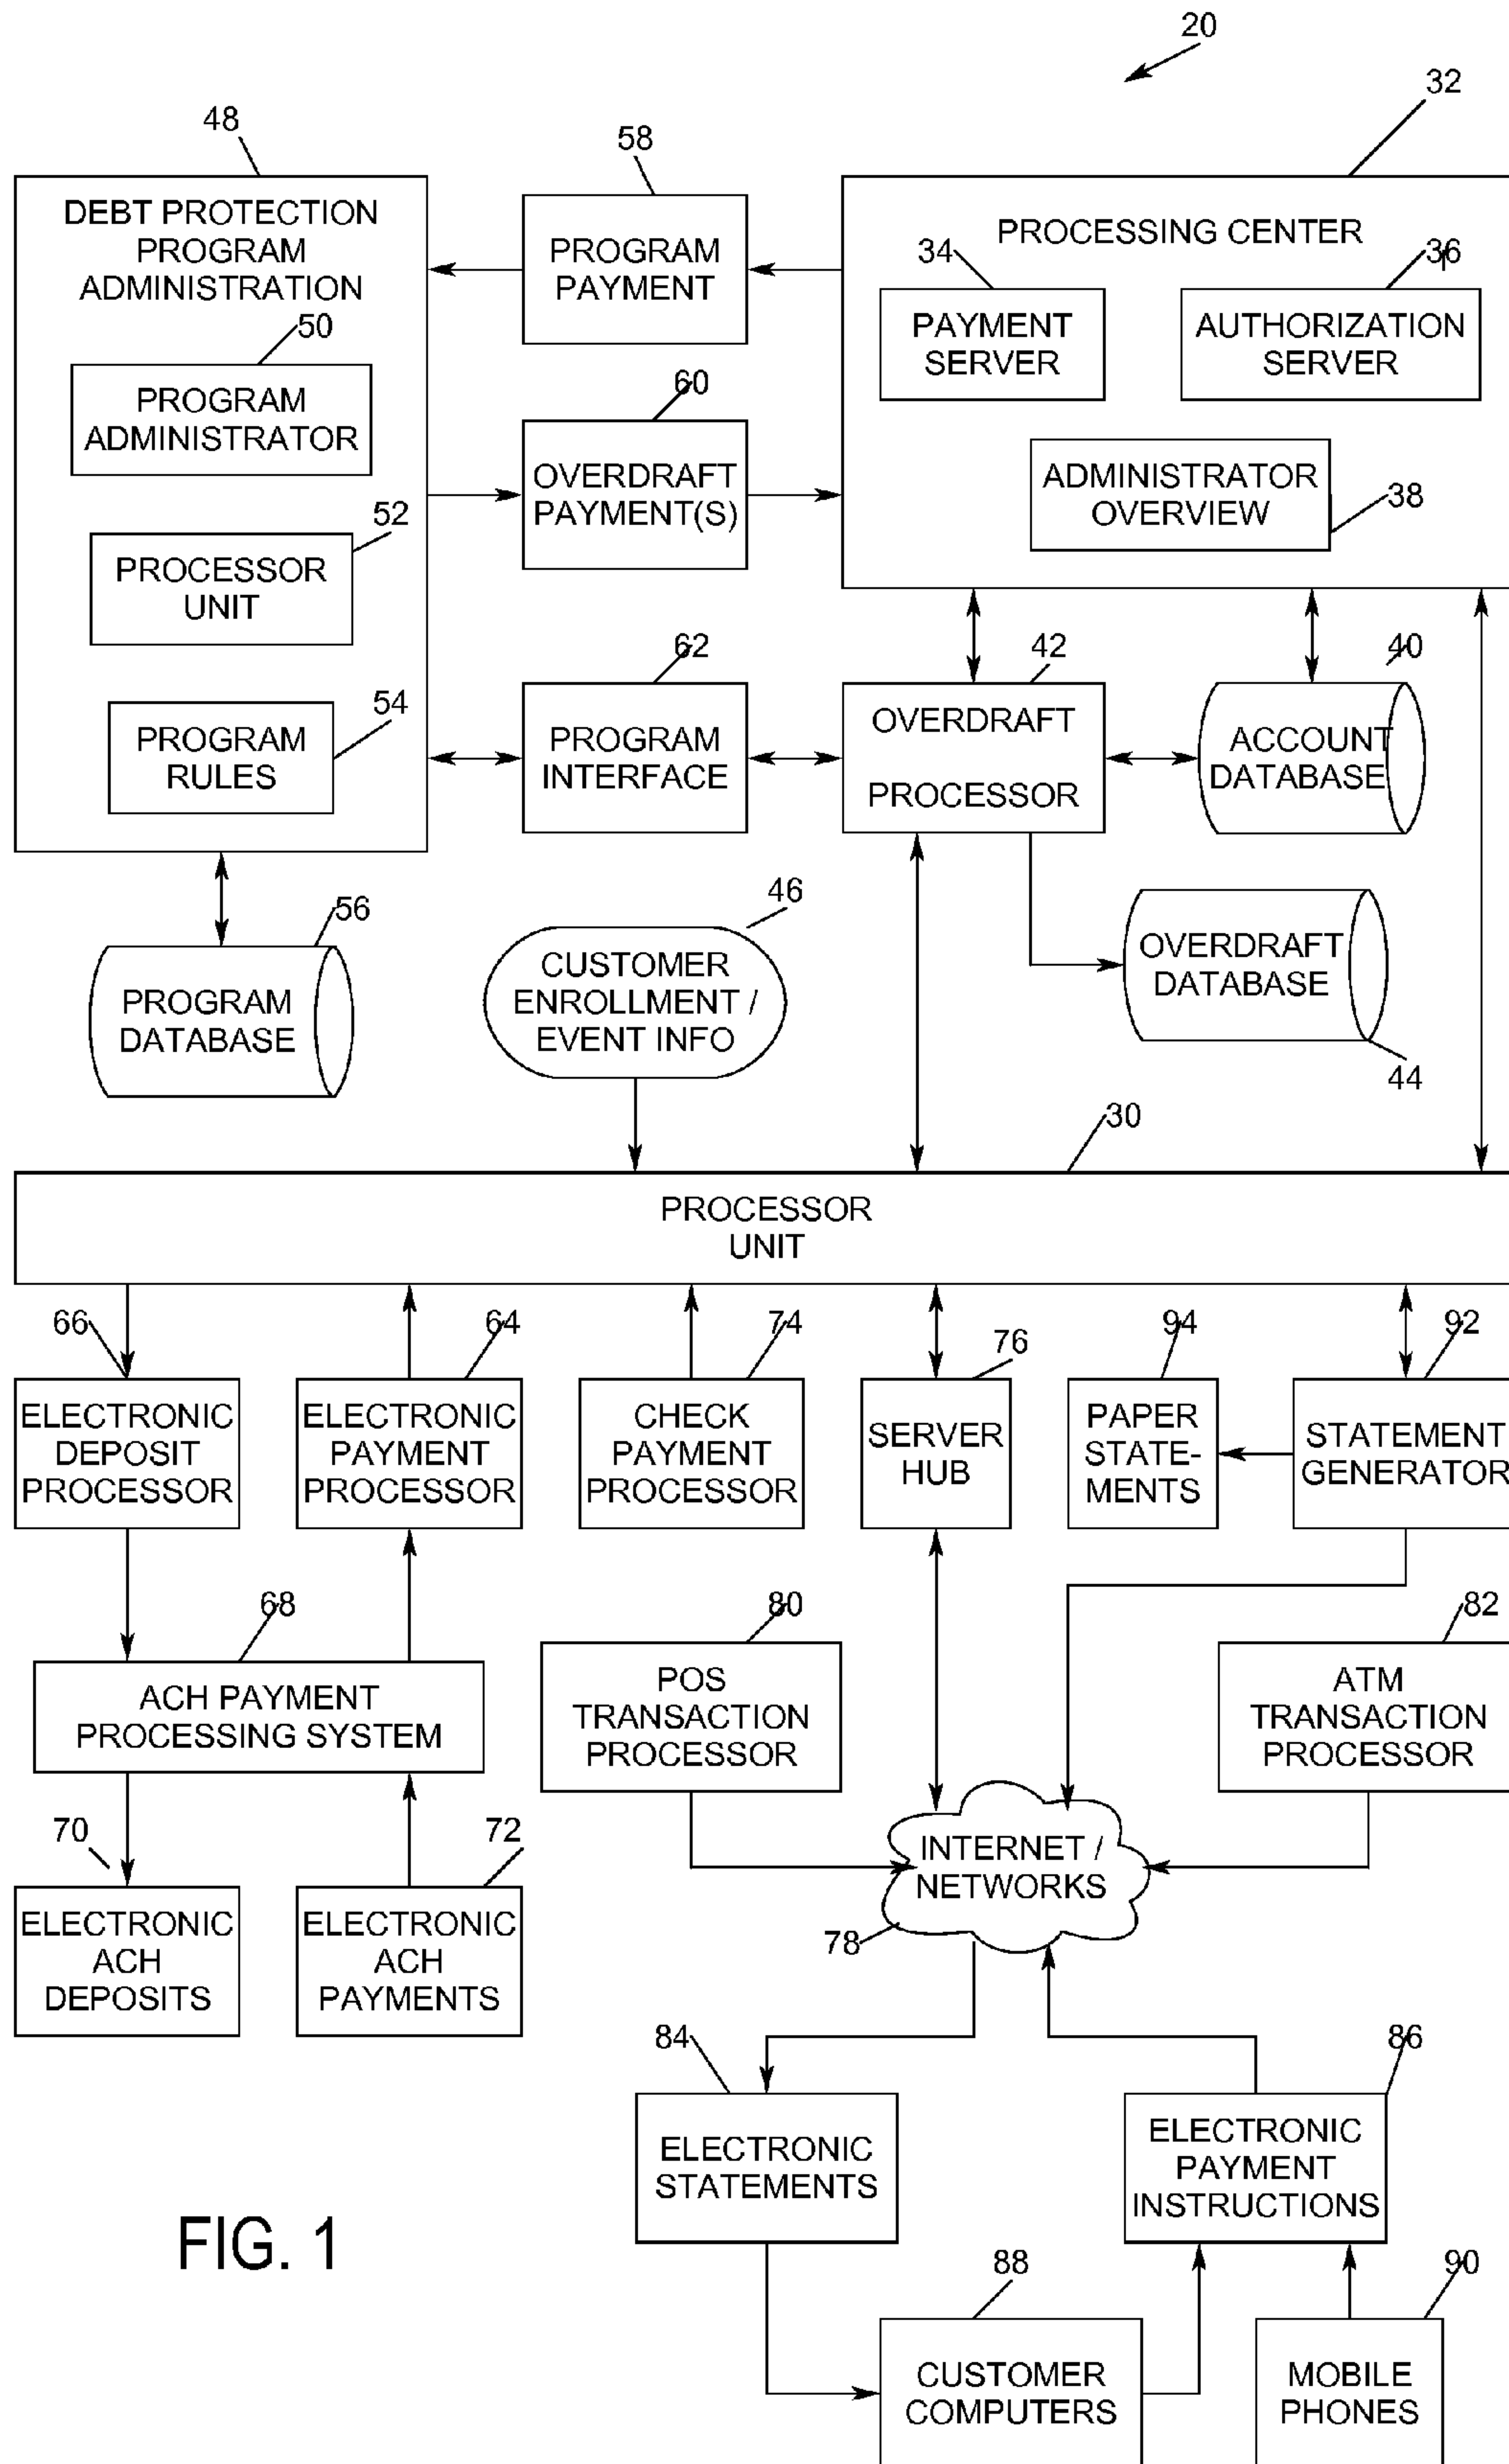 20
32
48
58
DEBT PROTECTION
PROGRAM
ADMINISTRATION
PROGRAM
PAYMENT
PROCESSING CENTER
34
36
50
PAYMENT
SERVER
AUTHORIZATION
SERVER
PROGRAM
ADMINISTRATOR
60
OVERDRAFT
PAYMENT(S)
ADMINISTRATOR
OVERVIEW
38
52
PROCESSOR
UNIT
62
42
40
54
PROGRAM
RULES
PROGRAM
INTERFACE
OVERDRAFT
PROCESSOR
ACCOUNT
DATABASE
56
46
PROGRAM
DATABASE
CUSTOMER
ENROLLMENT /
EVENT INFO
OVERDRAFT
DATABASE
44
30
PROCESSOR
UNIT
66
64
74
76
94
92
ELECTRONIC
DEPOSIT
PROCESSOR
ELECTRONIC
PAYMENT
PROCESSOR
CHECK
PAYMENT
PROCESSOR
SERVER
HUB
PAPER
STATE-
MENTS
STATEMENT
GENERATOR
68
80
82
ACH PAYMENT
PROCESSING SYSTEM
POS
TRANSACTION
PROCESSOR
ATM
TRANSACTION
PROCESSOR
70
72
INTERNET /
NETWORKS
78
ELECTRONIC
ACH
DEPOSITS
ELECTRONIC
ACH
PAYMENTS
84
86
ELECTRONIC
STATEMENTS
ELECTRONIC
PAYMENT
INSTRUCTIONS
FIG. 1
88
90
CUSTOMER
COMPUTERS
MOBILE
PHONES